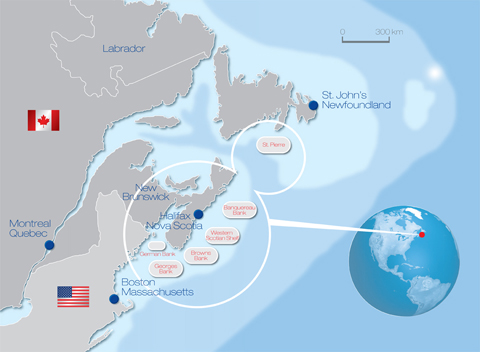 Labrador
0 300 km
St. John's
Newfoundland
St. Pierre
New
Brunswick
Halifax
Nova Scotia
Banquereau
Bank
Western
Scotian Shelf
Montreal
Quebec
German Bank
Browns
Bank
Georges
Bank
Boston
Massachusetts